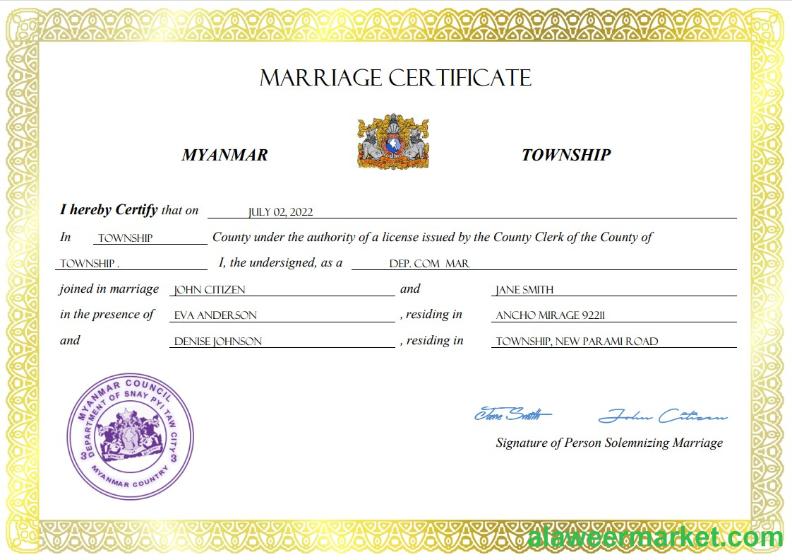 MARRIAGE CERTIFICATE
MYANMAR TOWNSHIP
I hereby Certify that on JULY 02, 2022
In TOWNSHIP County under the authority of a license issued by the County Clerk of the County of
TOWNSHIP . I, the undersigned, as a DEP. COM MAR
joined in marriage JOHN CITIZEN and JANE SMITH
in the presence of EVA ANDERSON , residing in ANCHO MIRAGE 92211
and DENISE JOHNSON , residing in TOWNSHIP, NEW PARAMI ROAD
MYANMAR COUNCIL
DEPARTMENT OF SNAY PYI TAW CITY
3 3
MYANMAR COUNTRY
Jane Smith John Citizen
Signature of Person Solemnizing Marriage
alaweermarket.com